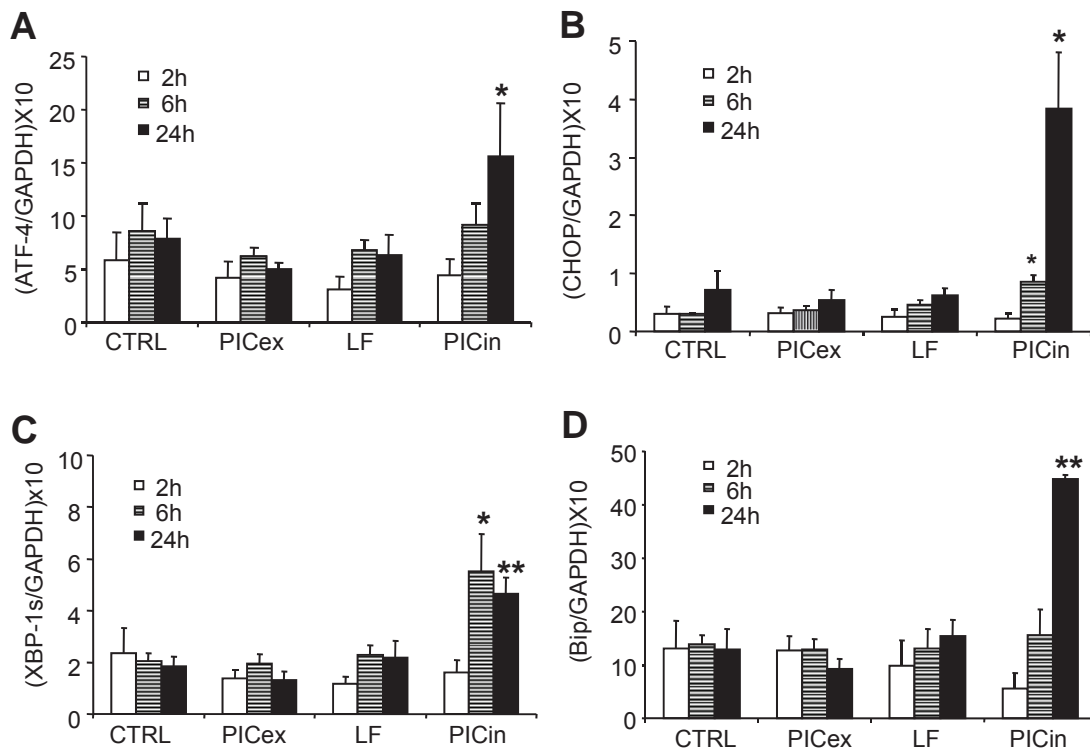 A
(ATF-4/GAPDH)X10
25
20
15
10
5
0
2h
6h
24h
*
CTRL PICex LF PICin
B
(CHOP/GAPDH)X10
5
4
3
2
1
0
2h
6h
24h
*
*
CTRL PICex LF PICin
C
(XBP-1s/GAPDH)x10
10
8
6
4
2
0
2h
6h
24h
*
**
CTRL PICex LF PICin
D
(Bip/GAPDH)X10
50
40
30
20
10
0
2h
6h
24h
**
CTRL PICex LF PICin